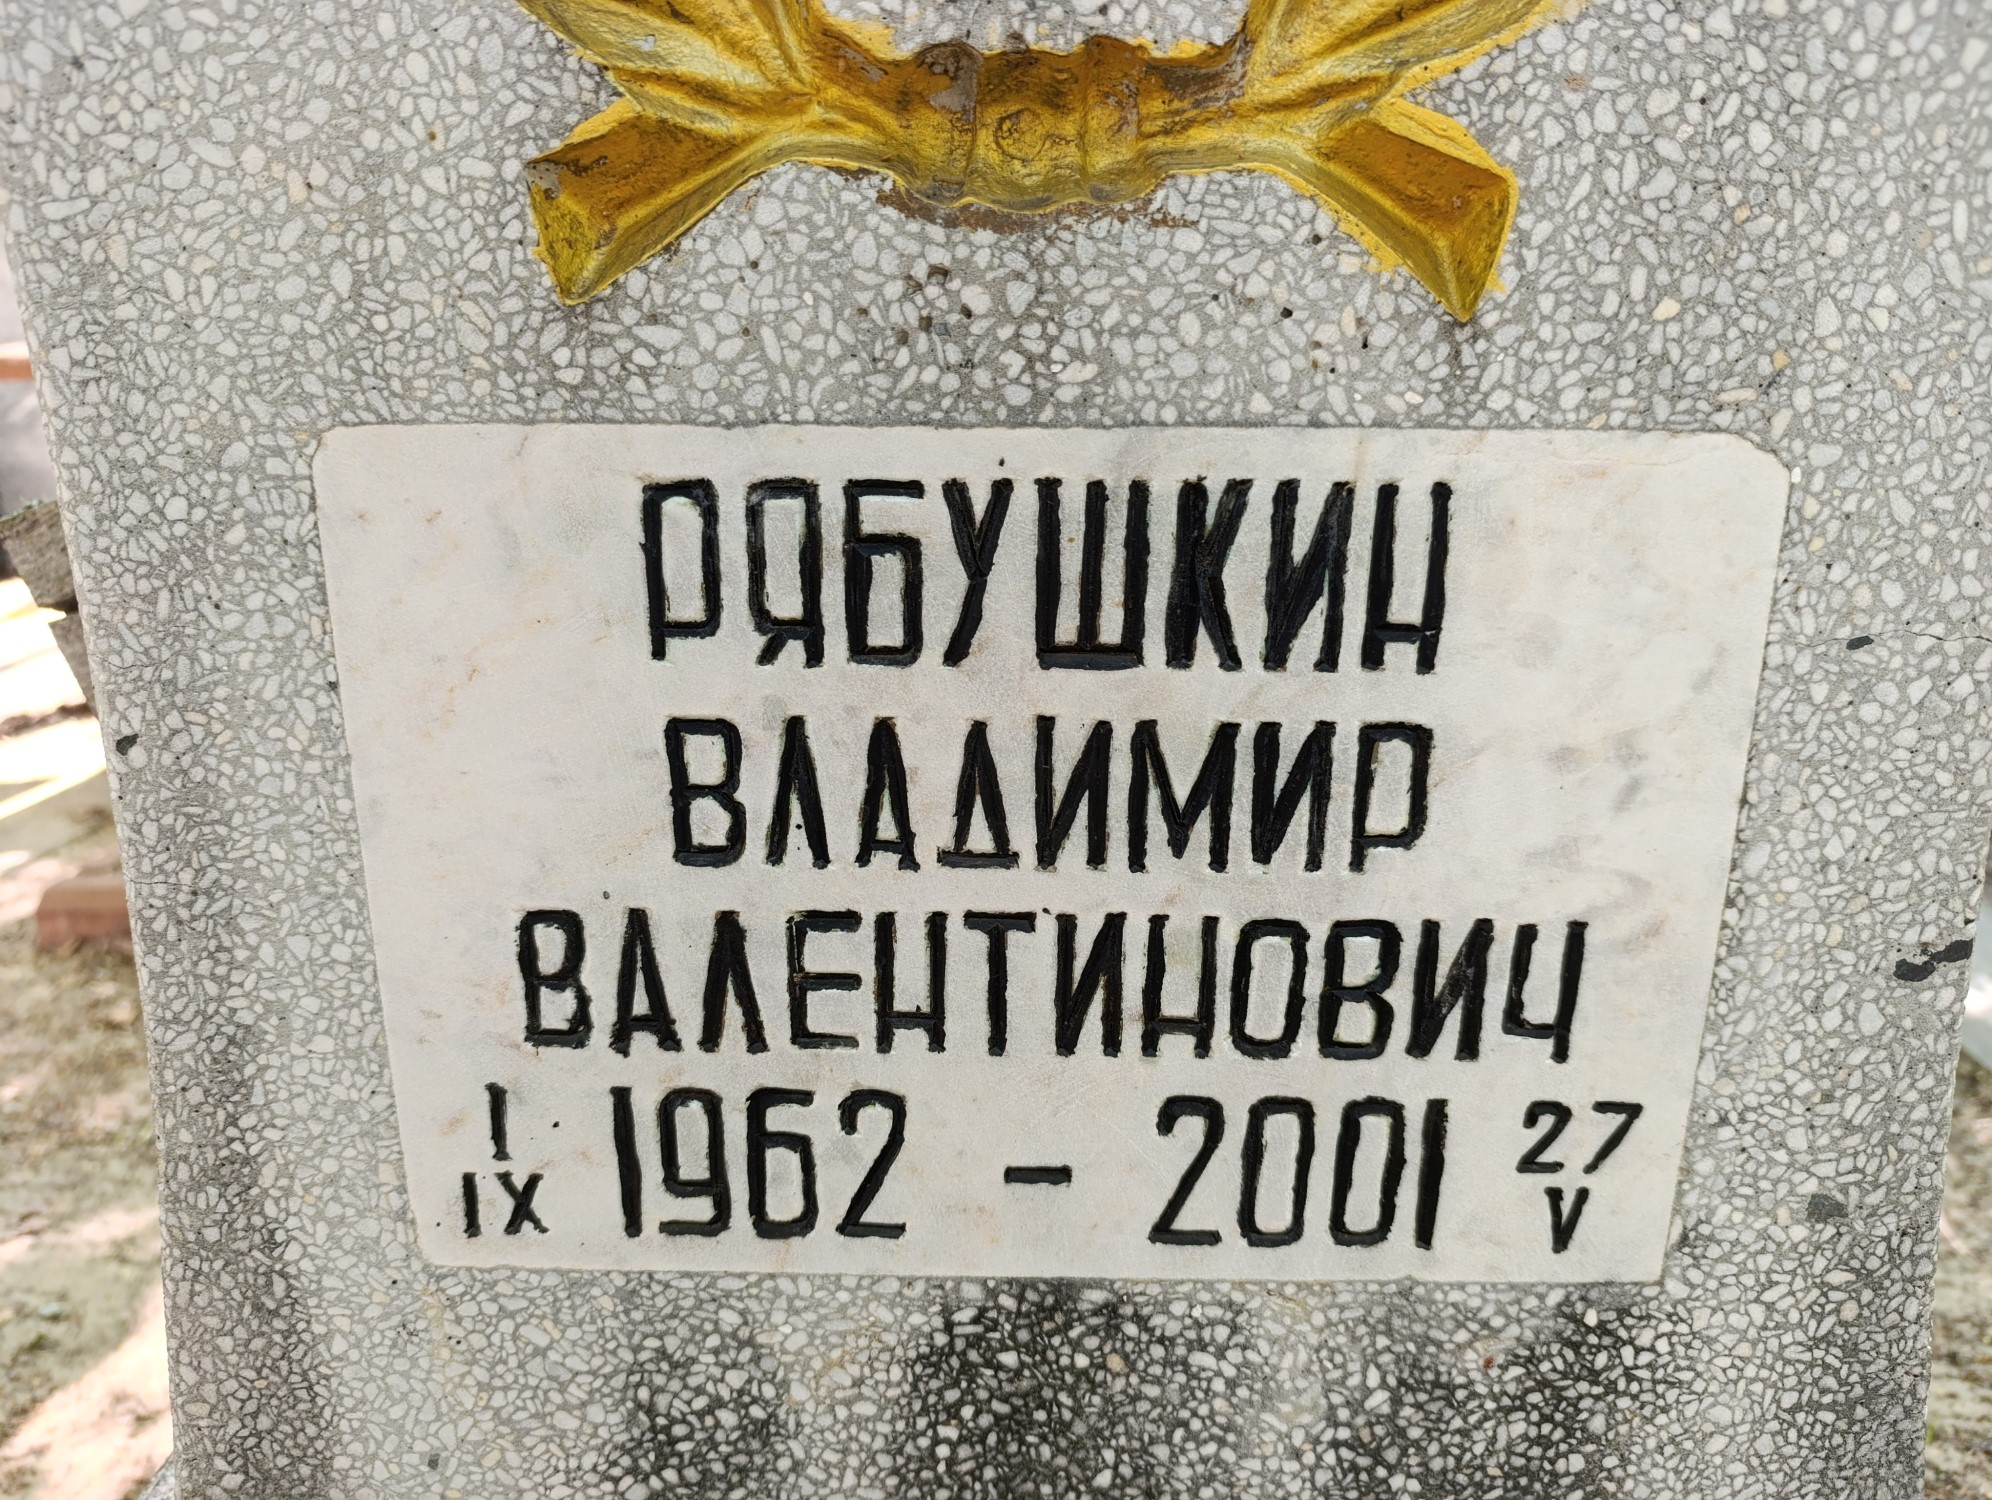 РЯБУШКИН
ВЛАДИМИР
ВАЛЕНТИНОВИЧ
I IX 1962 - 2001 27 V